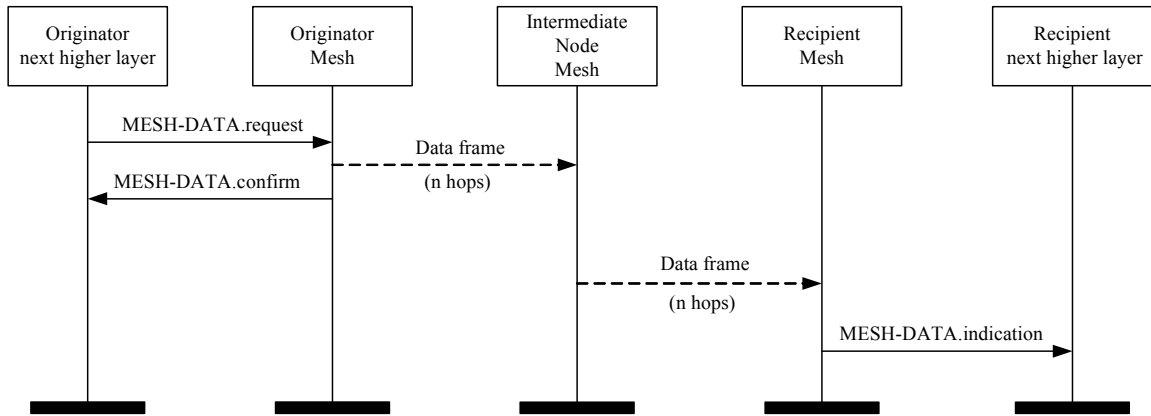 Originator
next higher layer
Originator
Mesh
Intermediate
Node
Mesh
Recipient
Mesh
Recipient
next higher layer
MESH-DATA.request
Data frame
(n hops)
MESH-DATA.confirm
Data frame
(n hops)
MESH-DATA.indication